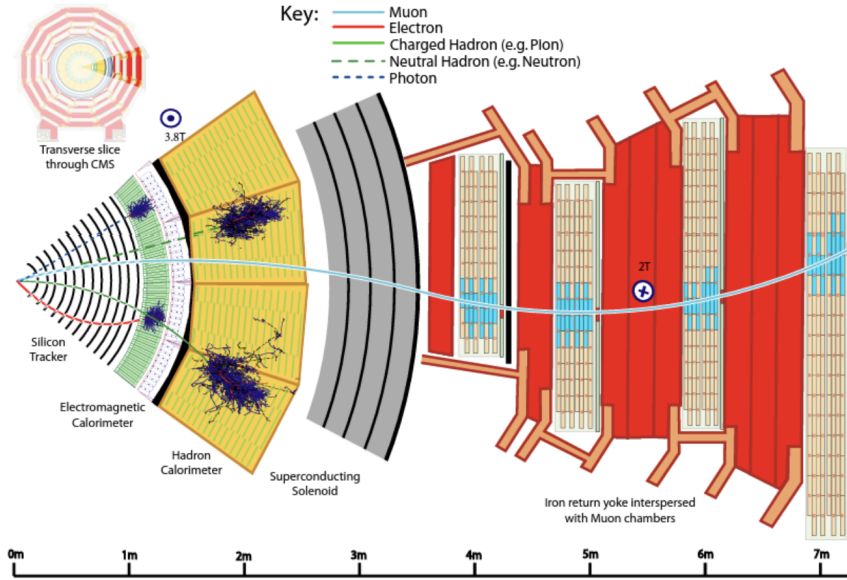 Key:
Muon
Electron
Charged Hadron (e.g. Pion)
Neutral Hadron (e.g. Neutron)
Photon
Transverse slice
through CMS
3.8T
2T
Silicon
Tracker
Electromagnetic
Calorimeter
Hadron
Calorimeter
Superconducting
Solenoid
Iron return yoke interspersed
with Muon chambers
0m
1m
2m
3m
4m
5m
6m
7m